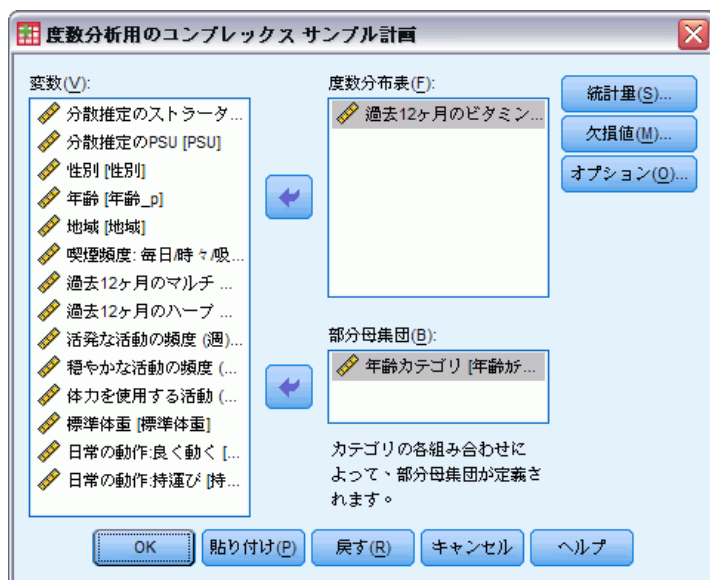 度数分析用のコンプレックス サンプル計画
変数(V):
分散推定のストラータ...
分散推定のPSU [PSU]
性別 [性別]
年齢 [年齢_p]
地域 [地域]
喫煙頻度: 毎日/時々/吸...
過去12ヶ月のマルチ ...
過去12ヶ月のハーブ ...
活発な活動の頻度 (週)...
穏やかな活動の頻度 (...
体力を使用する活動 (...
標準体重 [標準体重]
日常の動作:良く動く [...
日常の動作:持運び [持...
度数分布表(F):
過去12ヶ月のビタミン...
部分母集団(B):
年齢カテゴリ [年齢ｶﾃ...
カテゴリの各組み合わせに
よって、部分母集団が定義さ
れます。
統計量(S)...
欠損値(M)...
オプション(O)...
OK
貼り付け(P)
戻す(R)
キャンセル
ヘルプ